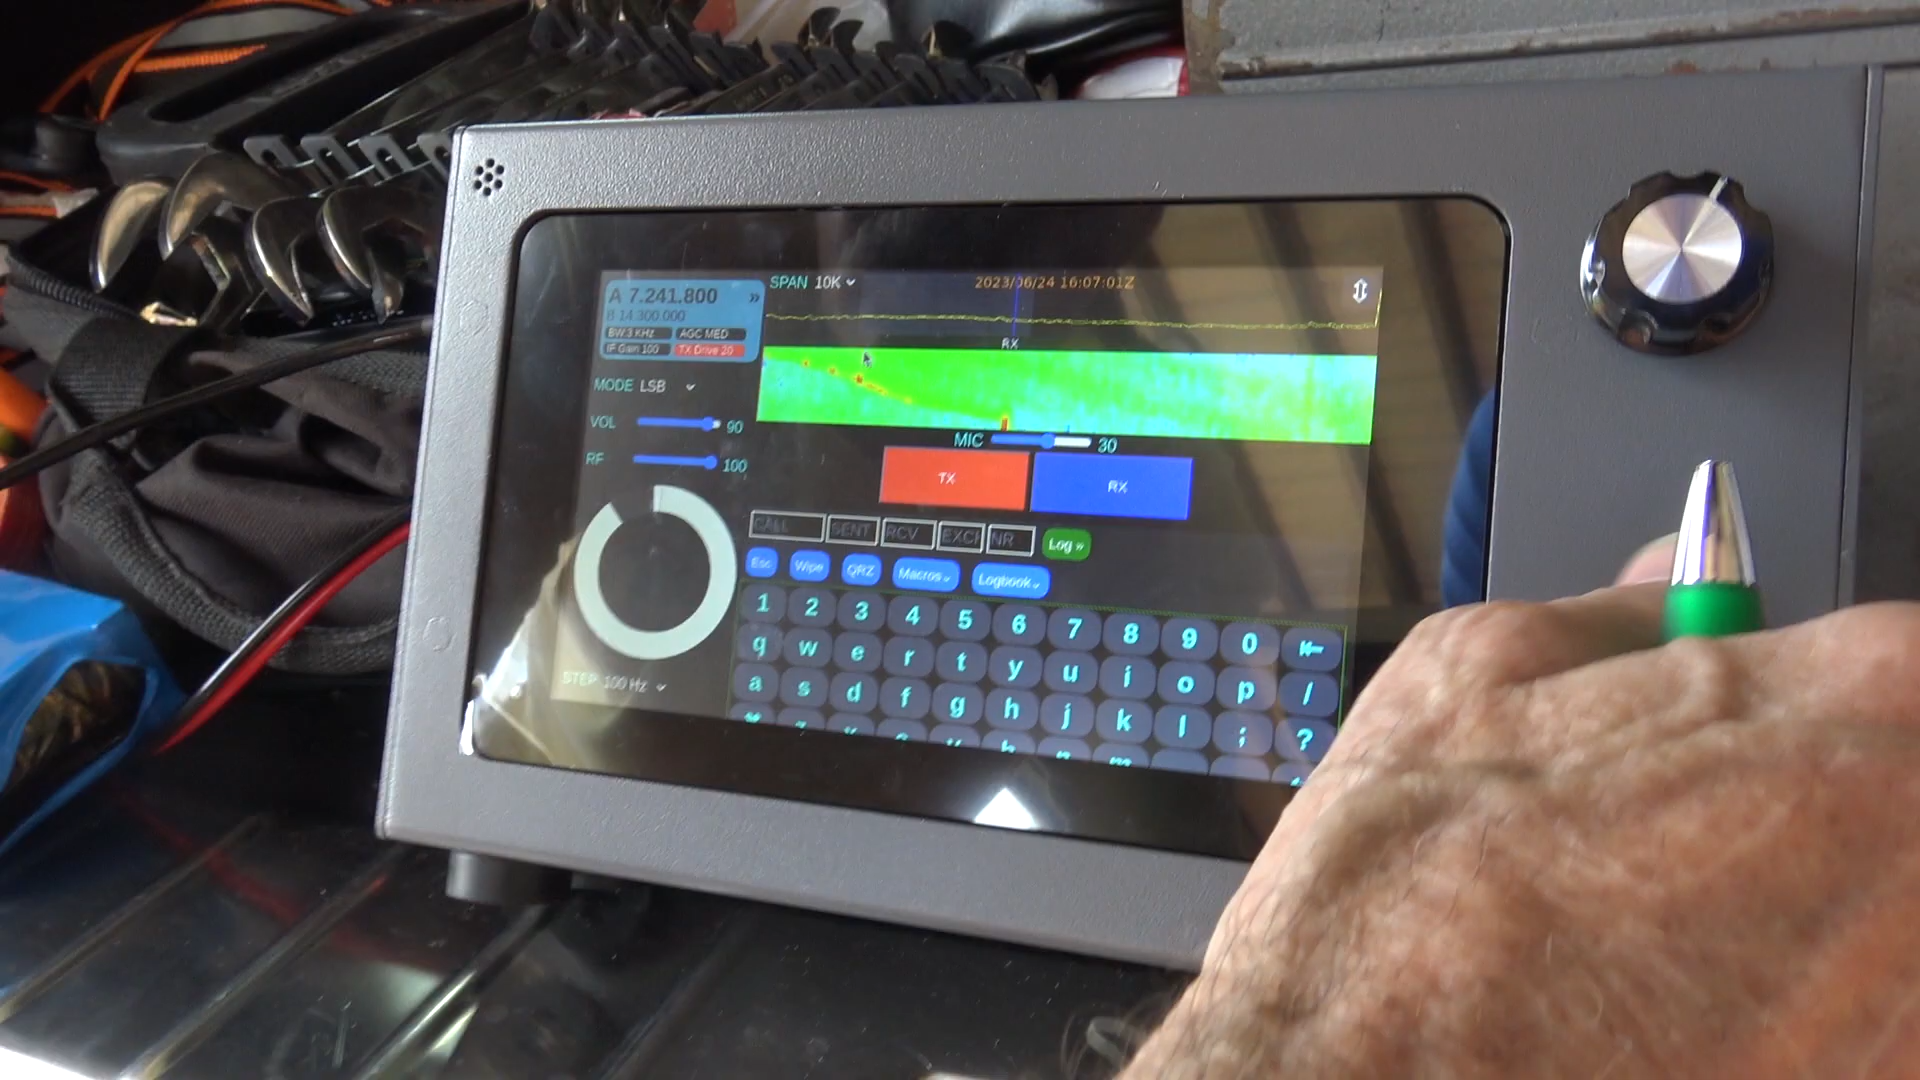 A 7.241.800 »
B 14.300.000
BW 3 KHz AGC MED
IF Gain 100 TX Drive 20
SPAN 10K
2023/06/24 16:07:01Z
RX
MODE LSB
VOL 90
RF 100
MIC 30
TX RX
CALL SENT RCV EXCH NR Log »
Esc Wipe QRZ Macros Logbook
1 2 3 4 5 6 7 8 9 0
q w e r t y u i o p /
a s d f g h j k l ; ?
STEP 100 Hz